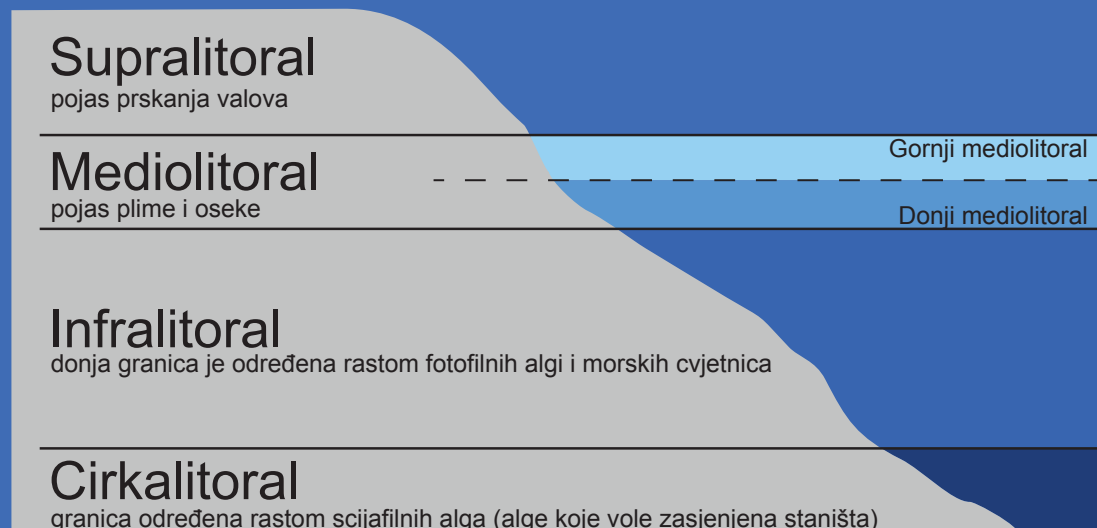 Supralitoral
pojas prskanja valova
Gornji mediolitoral
Mediolitoral
pojas plime i oseke
Donji mediolitoral
Infralitoral
donja granica je određena rastom fotofilnih algi i morskih cvjetnica
Cirkalitoral
granica određena rastom scijafilnih alga (alge koje vole zasjenjena staništa)